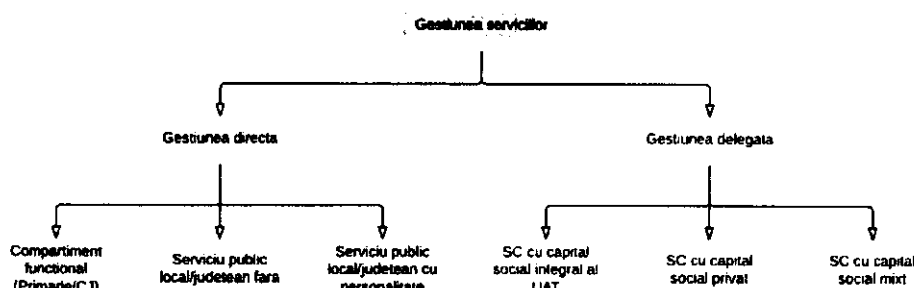 Gestiunea serviciilor
Gestiunea directa
Gestiunea delegata
Compartiment
functional
(Primarie/CJ)
Serviciu public
local/judetean fara
Serviciu public
local/judetean cu
personalitate
SC cu capital
social integral al
UAT
SC cu capital
social privat
SC cu capital
social mixt